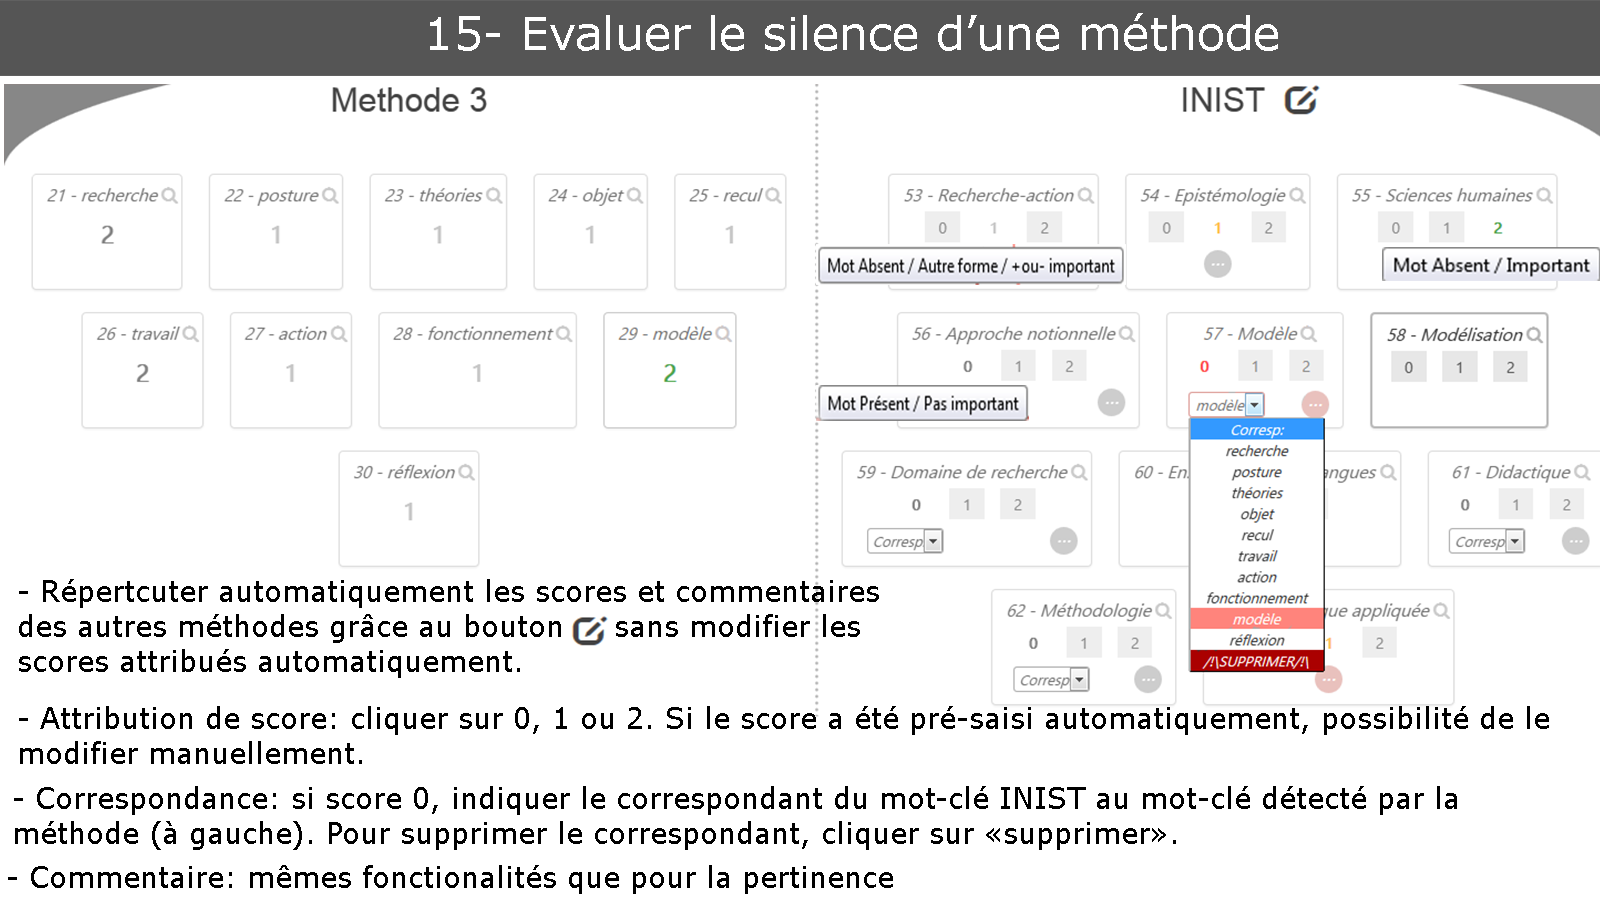 15- Evaluer le silence d’une méthode
Methode 3
21 - recherche
2
22 - posture
1
23 - théories
1
24 - objet
1
25 - recul
1
26 - travail
2
27 - action
1
28 - fonctionnement
1
29 - modèle
2
30 - réflexion
1
INIST
53 - Recherche-action
0 1 2
Mot Absent / Autre forme / +ou- important
54 - Epistémologie
0 1 2
...
55 - Sciences humaines
0 1 2
Mot Absent / Important
56 - Approche notionnelle
0 1 2
Mot Présent / Pas important
...
57 - Modèle
0 1 2
modèle
...
Corresp:
recherche
posture
théories
objet
recul
travail
action
fonctionnement
modèle
réflexion
/!\SUPPRIMER/!\
58 - Modélisation
0 1 2
59 - Domaine de recherche
0 1 2
Corresp
...
60 - En
angues
61 - Didactique
0 1 2
Corresp
...
62 - Méthodologie
0 1 2
Corresp
...
que appliquée
1 2
...
- Répertcuter automatiquement les scores et commentaires
des autres méthodes grâce au bouton sans modifier les
scores attribués automatiquement.
- Attribution de score: cliquer sur 0, 1 ou 2. Si le score a été pré-saisi automatiquement, possibilité de le
modifier manuellement.
- Correspondance: si score 0, indiquer le correspondant du mot-clé INIST au mot-clé détecté par la
méthode (à gauche). Pour supprimer le correspondant, cliquer sur «supprimer».
- Commentaire: mêmes fonctionalités que pour la pertinence